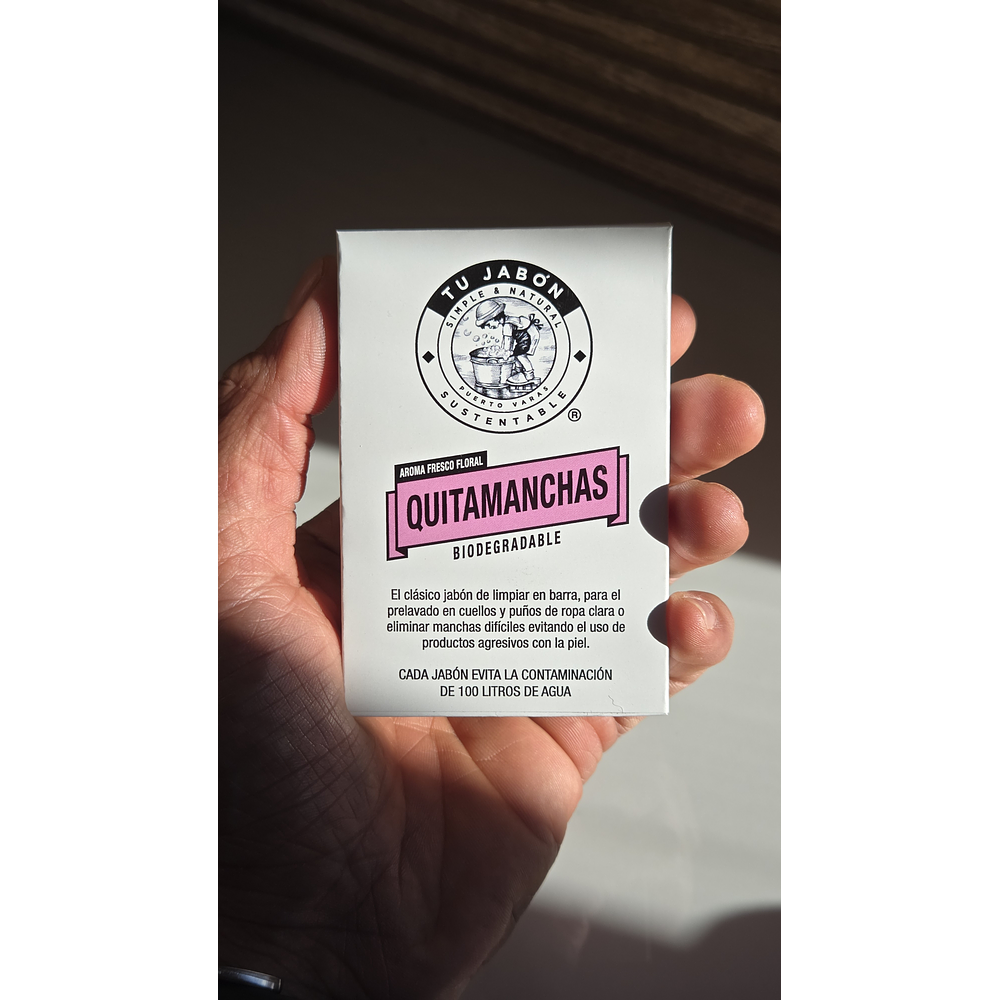 TU JABÓN
SIMPLE & NATURAL
PUERTO VARAS
SUSTENTABLE
®
AROMA FRESCO FLORAL
QUITAMANCHAS
BIODEGRADABLE
El clásico jabón de limpiar en barra, para el
prelavado en cuellos y puños de ropa clara o
eliminar manchas difíciles evitando el uso de
productos agresivos con la piel.
CADA JABÓN EVITA LA CONTAMINACIÓN
DE 100 LITROS DE AGUA